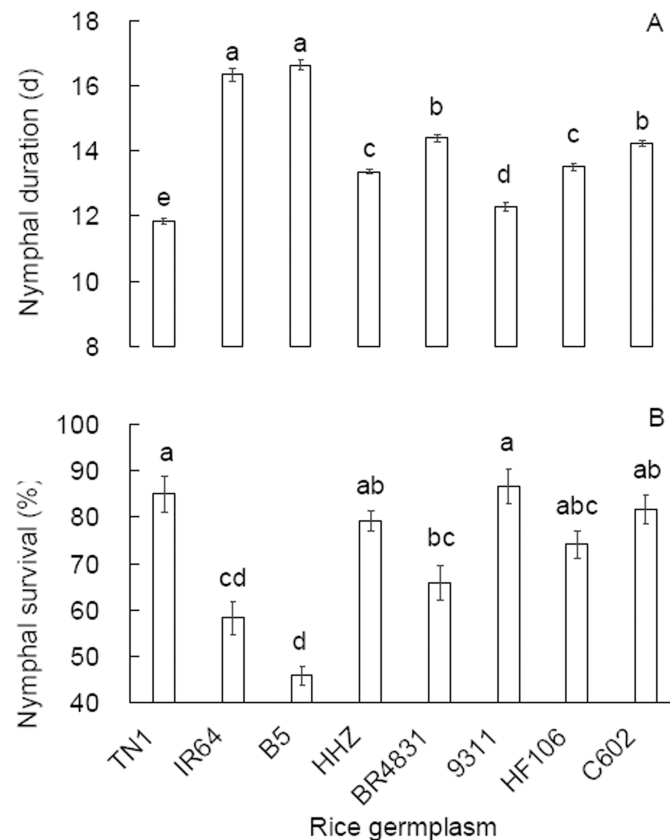 A
Nymphal duration (d)
18
16
14
12
10
8
e
a
a
c
b
d
c
b
B
Nymphal survival (%)
100
90
80
70
60
50
40
a
cd
d
ab
bc
a
abc
ab
TN1
IR64
B5
HHZ
BR4831
9311
HF106
C602
Rice germplasm